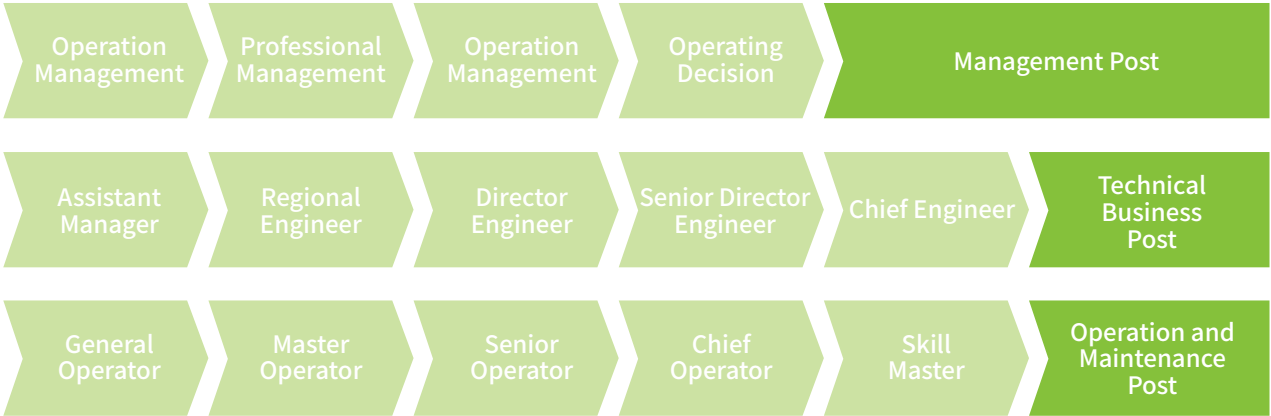 Operation
Management
Professional
Management
Operation
Management
Operating
Decision
Management Post
Assistant
Manager
Regional
Engineer
Director
Engineer
Senior Director
Engineer
Chief Engineer
Technical
Business
Post
General
Operator
Master
Operator
Senior
Operator
Chief
Operator
Skill
Master
Operation and
Maintenance
Post